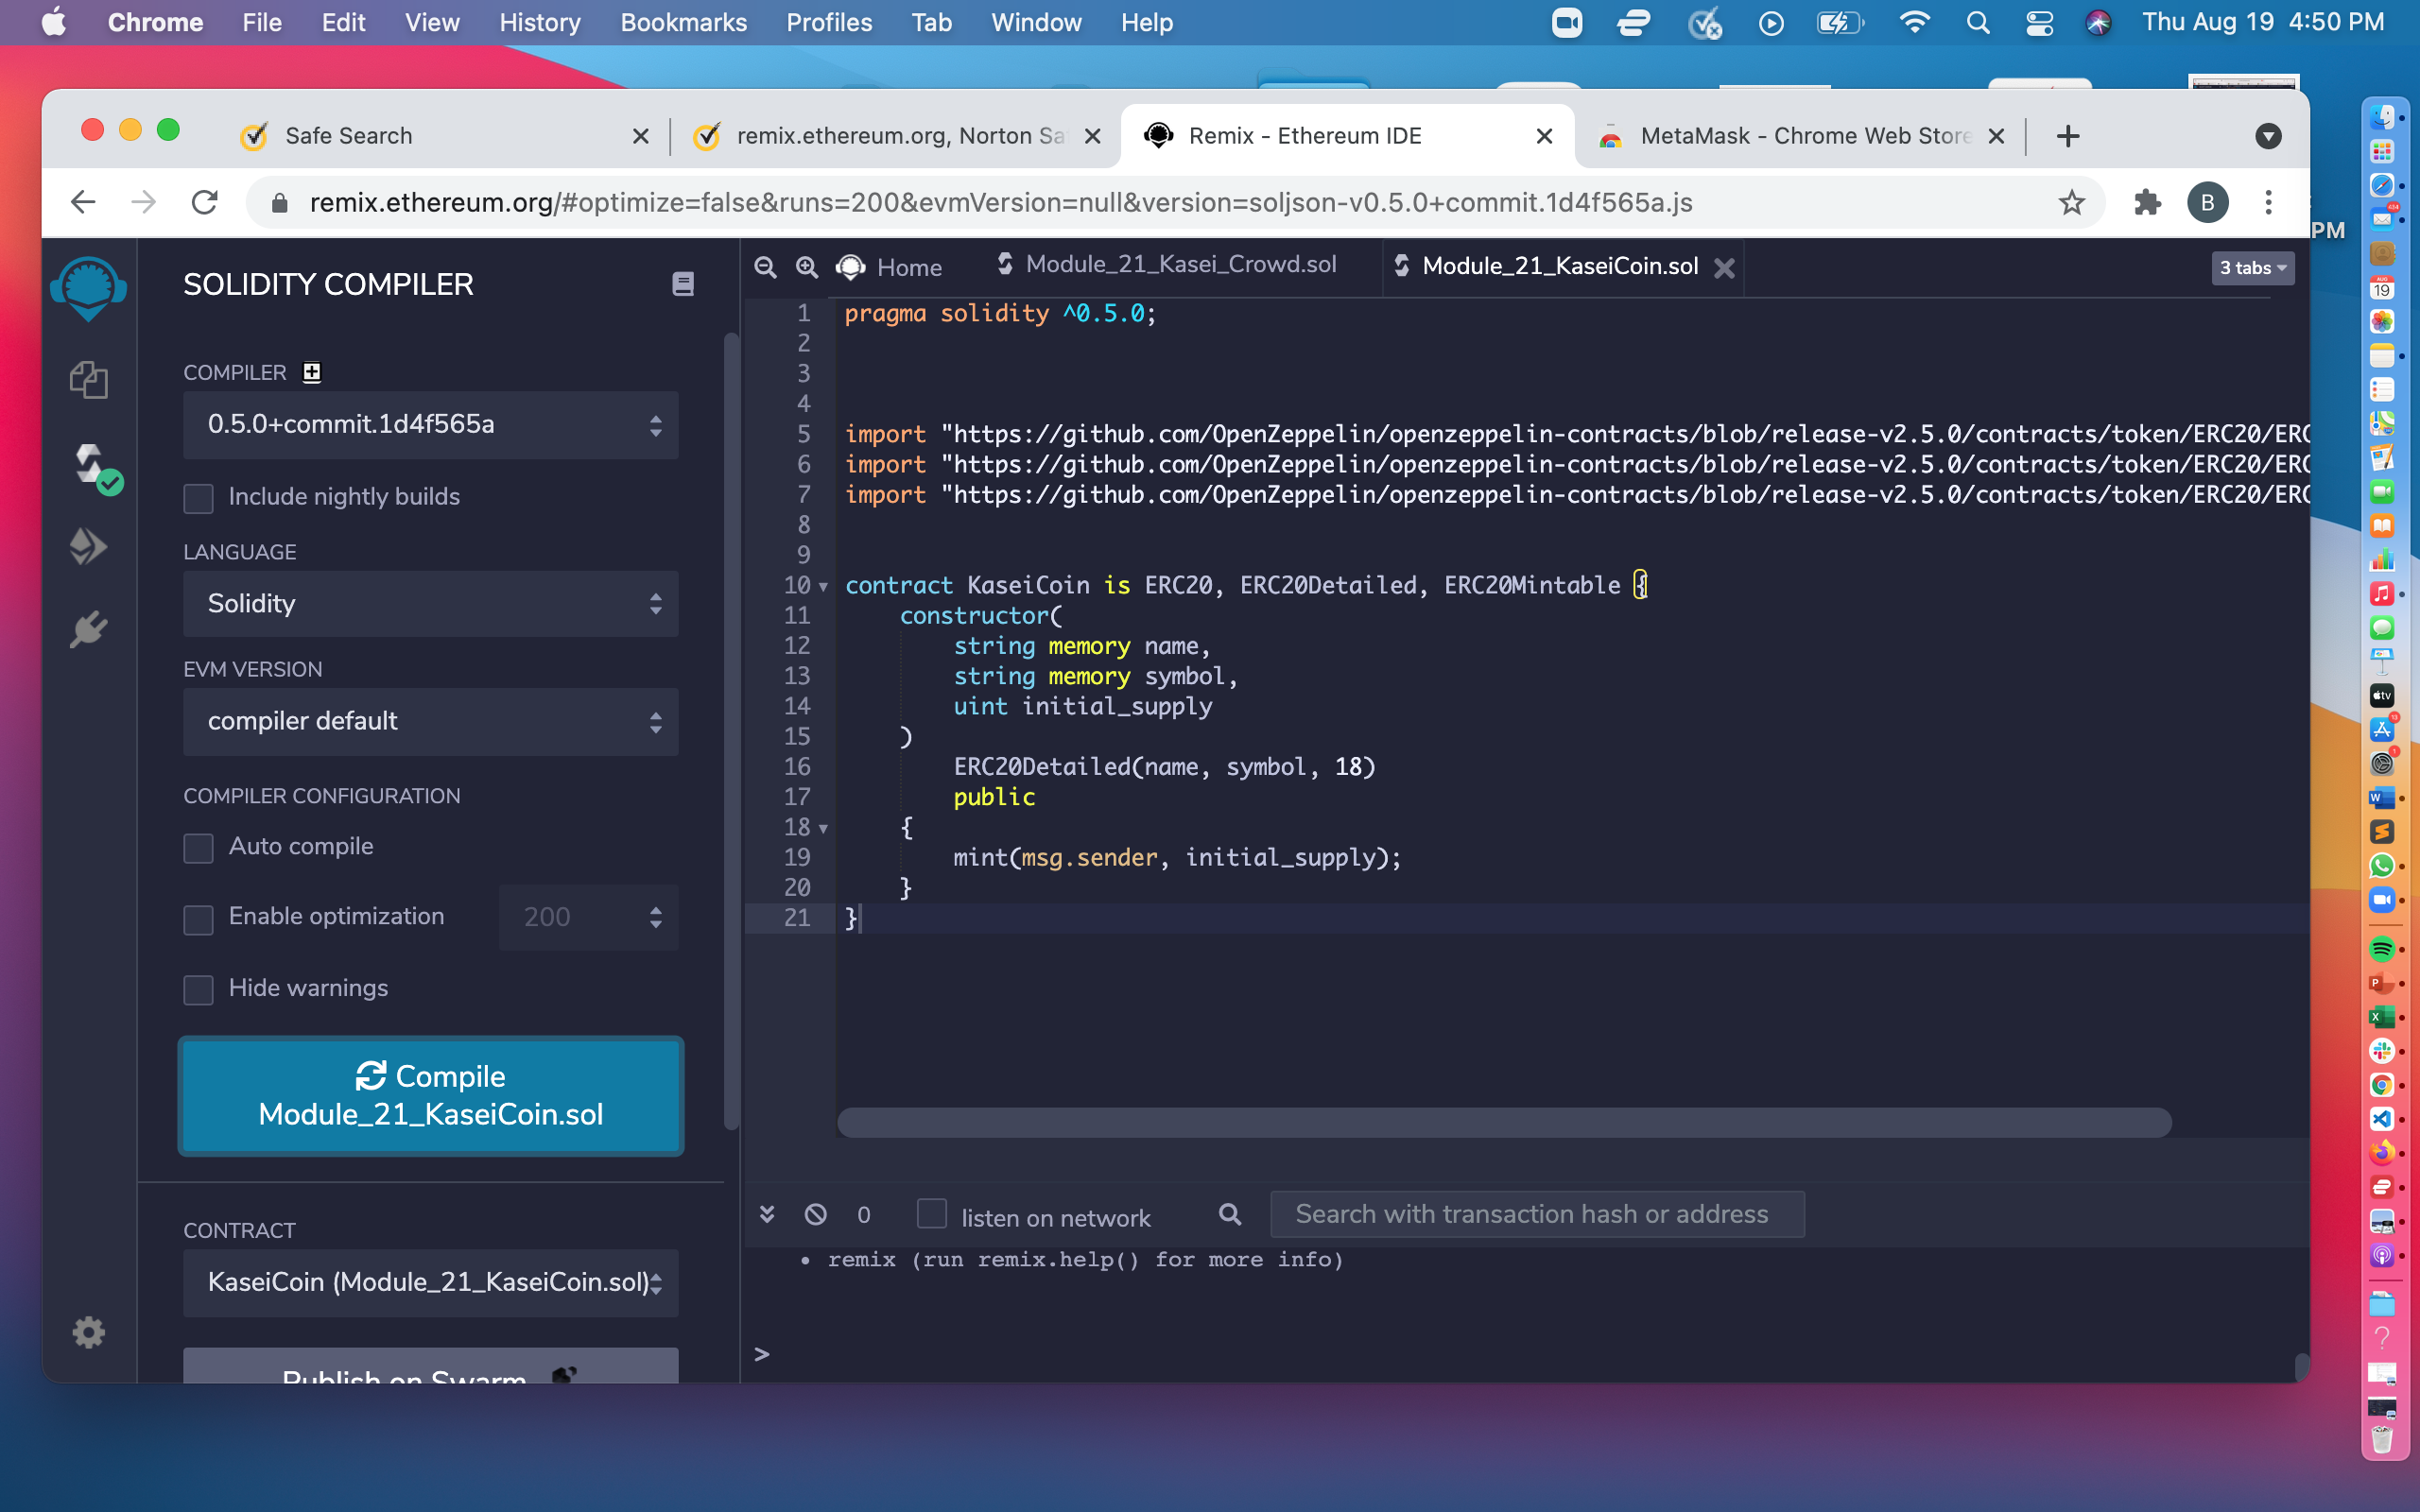 Chrome File Edit View History Bookmarks Profiles Tab Window Help Thu Aug 19 4:50 PM
Safe Search
remix.ethereum.org, Norton Sa
Remix - Ethereum IDE
MetaMask - Chrome Web Store
remix.ethereum.org/#optimize=false&runs=200&evmVersion=null&version=soljson-v0.5.0+commit.1d4f565a.js
B
PM
SOLIDITY COMPILER
COMPILER
0.5.0+commit.1d4f565a
Include nightly builds
LANGUAGE
Solidity
EVM VERSION
compiler default
COMPILER CONFIGURATION
Auto compile
Enable optimization 200
Hide warnings
Compile
Module_21_KaseiCoin.sol
CONTRACT
KaseiCoin (Module_21_KaseiCoin.sol)
Publish on Swarm
Home Module_21_Kasei_Crowd.sol Module_21_KaseiCoin.sol 3 tabs
1 pragma solidity ^0.5.0;
2
3
4
5 import "https://github.com/OpenZeppelin/openzeppelin-contracts/blob/release-v2.5.0/contracts/token/ERC20/ERC
6 import "https://github.com/OpenZeppelin/openzeppelin-contracts/blob/release-v2.5.0/contracts/token/ERC20/ERC
7 import "https://github.com/OpenZeppelin/openzeppelin-contracts/blob/release-v2.5.0/contracts/token/ERC20/ERC
8
9
10 contract KaseiCoin is ERC20, ERC20Detailed, ERC20Mintable {
11 constructor(
12 string memory name,
13 string memory symbol,
14 uint initial_supply
15 )
16 ERC20Detailed(name, symbol, 18)
17 public
18 {
19 mint(msg.sender, initial_supply);
20 }
21 }
0 listen on network Search with transaction hash or address
• remix (run remix.help() for more info)
>
19
tv